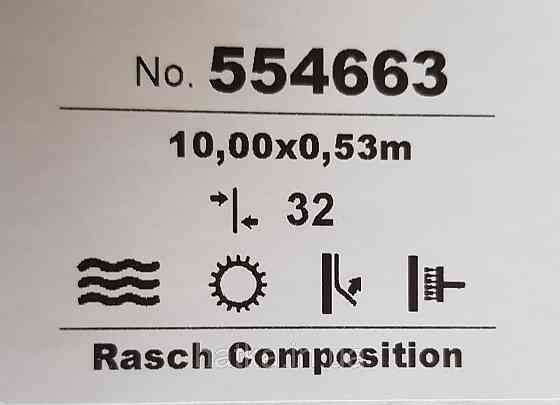 No. 554663
10,00x0,53m
32
Rasch Composition